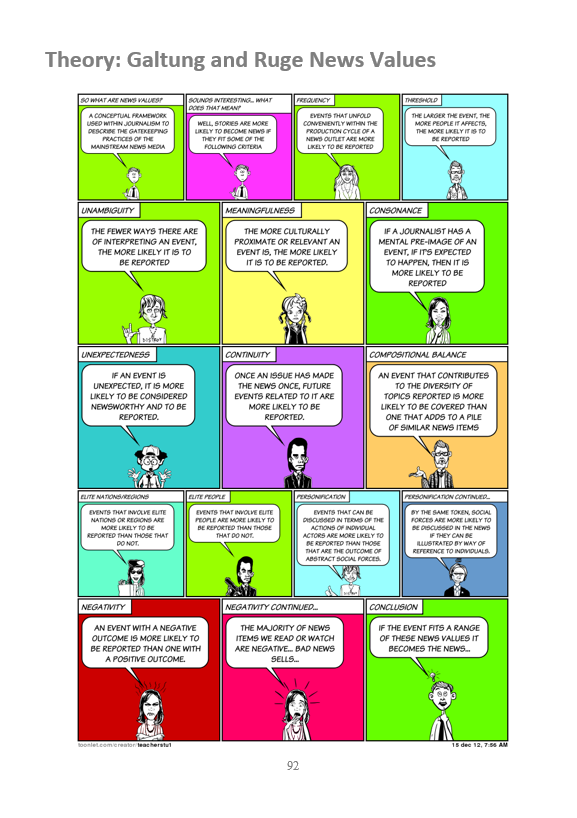 Theory: Galtung and Ruge News Values
SO WHAT ARE NEWS VALUES?
A CONCEPTUAL FRAMEWORK
USED WITHIN JOURNALISM TO
DESCRIBE THE GATEKEEPING
PRACTICES OF THE
MAINSTREAM NEWS MEDIA
SOUNDS INTERESTING... WHAT
DOES THAT MEAN?
WELL, STORIES ARE MORE
LIKELY TO BECOME NEWS IF
THEY FIT SOME OF THE
FOLLOWING CRITERIA
FREQUENCY
EVENTS THAT UNFOLD
CONVENIENTLY WITHIN THE
PRODUCTION CYCLE OF A
NEWS OUTLET ARE MORE
LIKELY TO BE REPORTED
THRESHOLD
THE LARGER THE EVENT, THE
MORE PEOPLE IT AFFECTS,
THE MORE LIKELY IT IS TO
BE REPORTED
UNAMBIGUITY
THE FEWER WAYS THERE ARE
OF INTERPRETING AN EVENT,
THE MORE LIKELY IT IS TO
BE REPORTED
DISTROY
MEANINGFULNESS
THE MORE CULTURALLY
PROXIMATE OR RELEVANT AN
EVENT IS, THE MORE LIKELY
IT IS TO BE REPORTED.
CONSONANCE
IF A JOURNALIST HAS A
MENTAL PRE-IMAGE OF AN
EVENT, IF IT'S EXPECTED
TO HAPPEN, THEN IT IS
MORE LIKELY TO BE
REPORTED
UNEXPECTEDNESS
IF AN EVENT IS
UNEXPECTED, IT IS MORE
LIKELY TO BE CONSIDERED
NEWSWORTHY AND TO BE
REPORTED.
CONTINUITY
ONCE AN ISSUE HAS MADE
THE NEWS ONCE, FUTURE
EVENTS RELATED TO IT ARE
MORE LIKELY TO BE
REPORTED.
COMPOSITIONAL BALANCE
AN EVENT THAT CONTRIBUTES
TO THE DIVERSITY OF
TOPICS REPORTED IS MORE
LIKELY TO BE COVERED THAN
ONE THAT ADDS TO A PILE
OF SIMILAR NEWS ITEMS
ELITE NATIONS/REGIONS
EVENTS THAT INVOLVE ELITE
NATIONS OR REGIONS ARE
MORE LIKELY TO BE
REPORTED THAN THOSE THAT
DO NOT.
ELITE PEOPLE
EVENTS THAT INVOLVE ELITE
PEOPLE ARE MORE LIKELY TO
BE REPORTED THAN THOSE
THAT DO NOT.
PERSONIFICATION
EVENTS THAT CAN BE
DISCUSSED IN TERMS OF THE
ACTIONS OF INDIVIDUAL
ACTORS ARE MORE LIKELY TO
BE REPORTED THAN THOSE
THAT ARE THE OUTCOME OF
ABSTRACT SOCIAL FORCES.
PERSONIFICATION CONTINUED...
BY THE SAME TOKEN, SOCIAL
FORCES ARE MORE LIKELY TO
BE DISCUSSED IN THE NEWS
IF THEY CAN BE
ILLUSTRATED BY WAY OF
REFERENCE TO INDIVIDUALS.
NEGATIVITY
AN EVENT WITH A NEGATIVE
OUTCOME IS MORE LIKELY TO
BE REPORTED THAN ONE WITH
A POSITIVE OUTCOME.
NEGATIVITY CONTINUED...
THE MAJORITY OF NEWS
ITEMS WE READ OR WATCH
ARE NEGATIVE... BAD NEWS
SELLS...
CONCLUSION
IF THE EVENT FITS A RANGE
OF THESE NEWS VALUES IT
BECOMES THE NEWS...
toonlet.com/creator/teacherstu1
15 dec 12, 7:56 AM
92